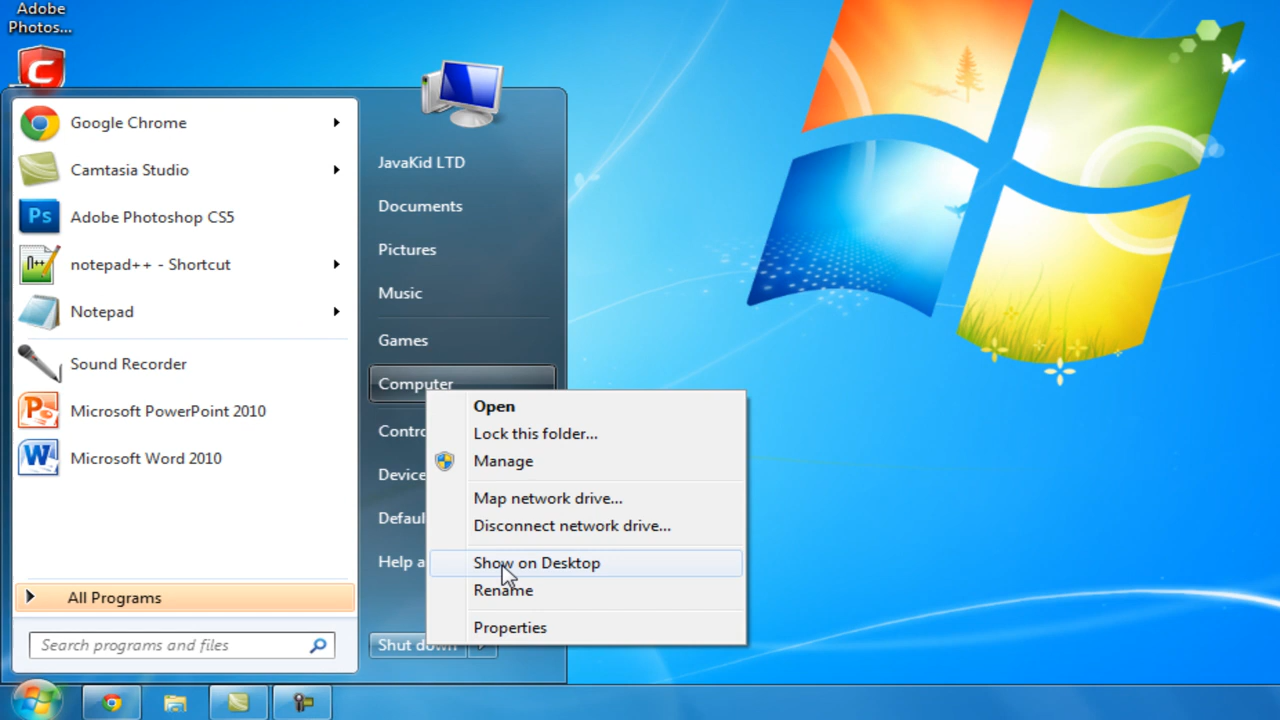 Adobe
Photos...
Google Chrome
Camtasia Studio
Ps
Adobe Photoshop CS5
notepad++ - Shortcut
Notepad
Sound Recorder
Microsoft PowerPoint 2010
Microsoft Word 2010
All Programs
Search programs and files
JavaKid LTD
Documents
Pictures
Music
Games
Computer
Contro
Device
Defaul
Help a
Shut down
Open
Lock this folder...
Manage
Map network drive...
Disconnect network drive...
Show on Desktop
Rename
Properties